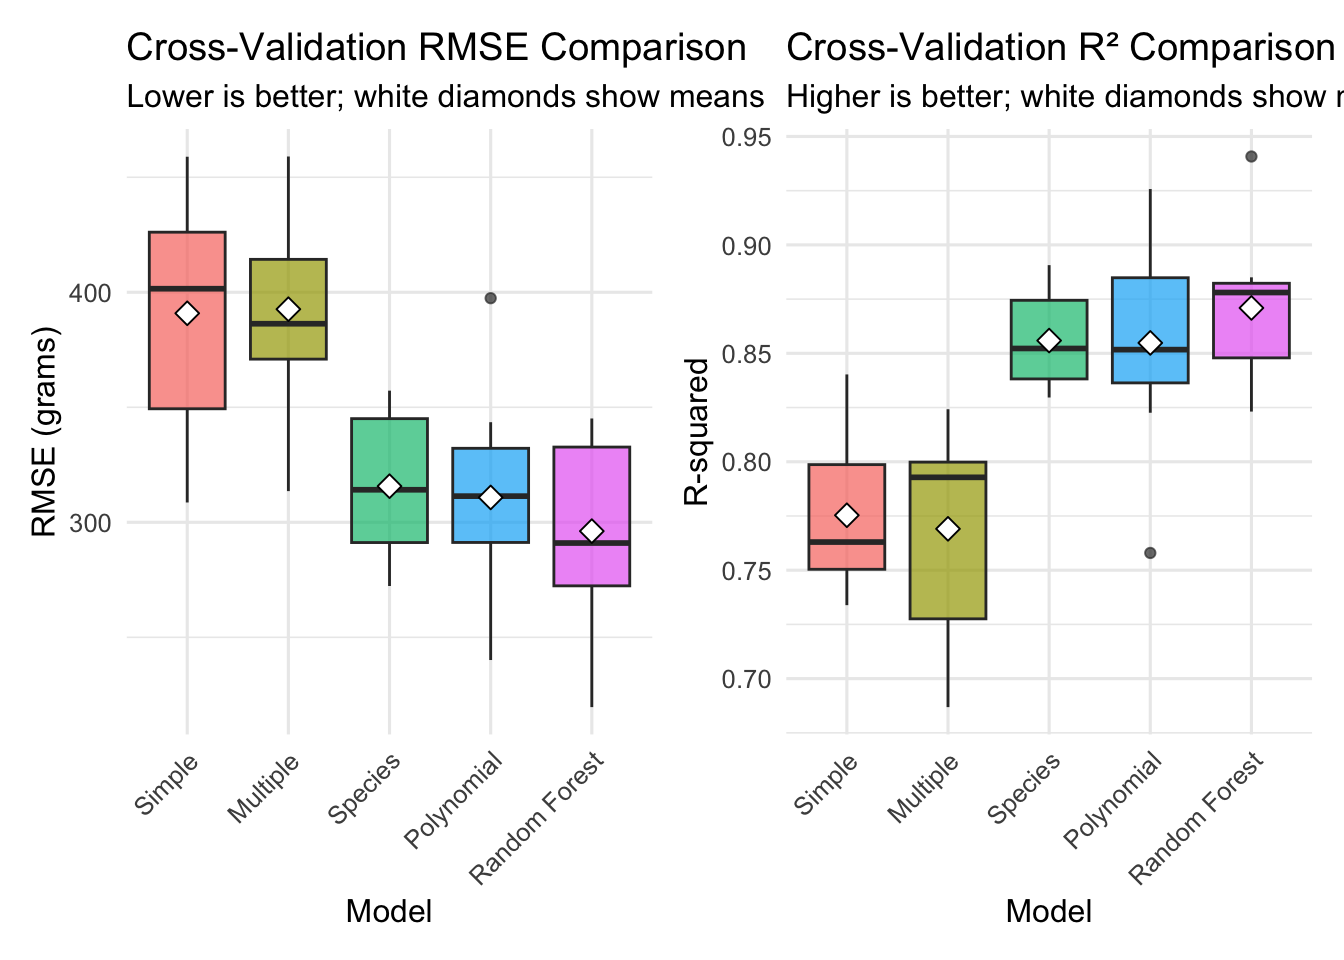 Cross-Validation RMSE Comparison
Lower is better; white diamonds show means
RMSE (grams)
400
300
Simple
Multiple
Species
Polynomial
Random Forest
Model
Cross-Validation R² Comparison
Higher is better; white diamonds show
R-squared
0.95
0.90
0.85
0.80
0.75
0.70
Simple
Multiple
Species
Polynomial
Random Forest
Model